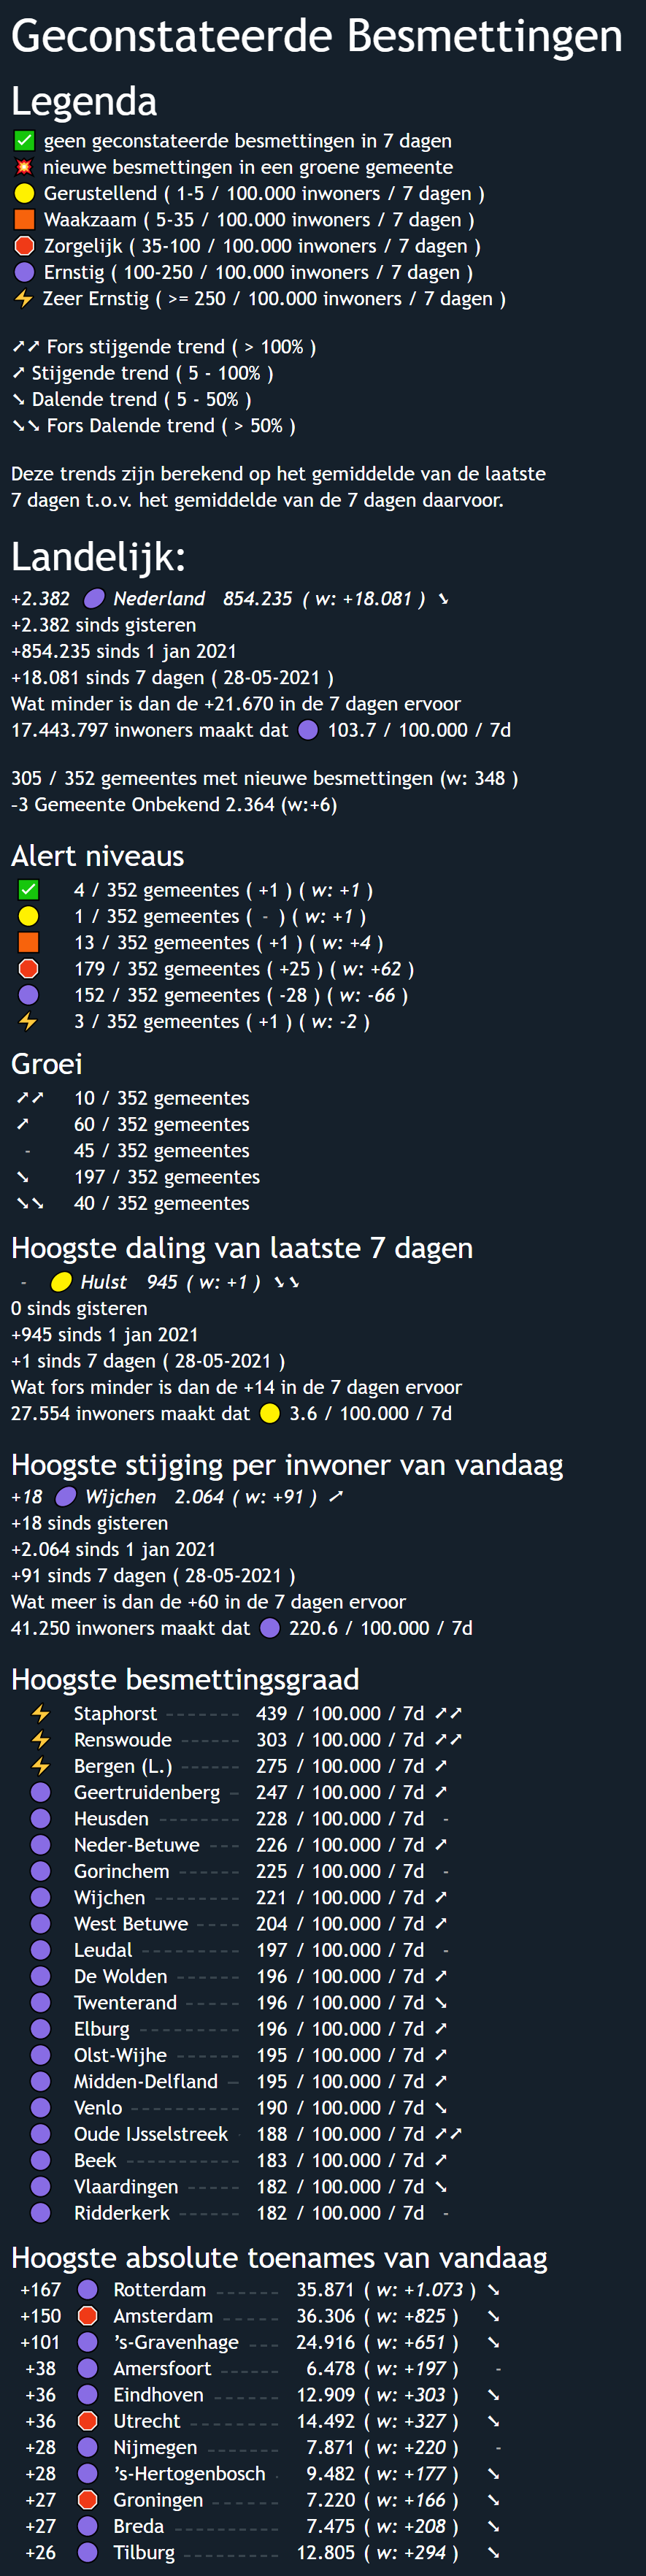 Geconstateerde Besmettingen
Legenda
✅ geen geconstateerde besmettingen in 7 dagen
💥 nieuwe besmettingen in een groene gemeente
🟡 Gerustellend ( 1-5 / 100.000 inwoners / 7 dagen )
🟧 Waakzaam ( 5-35 / 100.000 inwoners / 7 dagen )
🛑 Zorgelijk ( 35-100 / 100.000 inwoners / 7 dagen )
🟣 Ernstig ( 100-250 / 100.000 inwoners / 7 dagen )
⚡ Zeer Ernstig ( >= 250 / 100.000 inwoners / 7 dagen )
➚➚ Fors stijgende trend ( > 100% )
➚ Stijgende trend ( 5 - 100% )
➘ Dalende trend ( 5 - 50% )
➘➘ Fors Dalende trend ( > 50% )
Deze trends zijn berekend op het gemiddelde van de laatste
7 dagen t.o.v. het gemiddelde van de 7 dagen daarvoor.
Landelijk:
+2.382 🟣 Nederland 854.235 ( w: +18.081 ) ➘
+2.382 sinds gisteren
+854.235 sinds 1 jan 2021
+18.081 sinds 7 dagen ( 28-05-2021 )
Wat minder is dan de +21.670 in de 7 dagen ervoor
17.443.797 inwoners maakt dat 🟣 103.7 / 100.000 / 7d
305 / 352 gemeentes met nieuwe besmettingen (w: 348 )
-3 Gemeente Onbekend 2.364 (w:+6)
Alert niveaus
✅ 4 / 352 gemeentes ( +1 ) ( w: +1 )
🟡 1 / 352 gemeentes ( - ) ( w: +1 )
🟧 13 / 352 gemeentes ( +1 ) ( w: +4 )
🛑 179 / 352 gemeentes ( +25 ) ( w: +62 )
🟣 152 / 352 gemeentes ( -28 ) ( w: -66 )
⚡ 3 / 352 gemeentes ( +1 ) ( w: -2 )
Groei
➚➚ 10 / 352 gemeentes
➚ 60 / 352 gemeentes
- 45 / 352 gemeentes
➘ 197 / 352 gemeentes
➘➘ 40 / 352 gemeentes
Hoogste daling van laatste 7 dagen
- 🟡 Hulst 945 ( w: +1 ) ➘➘
0 sinds gisteren
+945 sinds 1 jan 2021
+1 sinds 7 dagen ( 28-05-2021 )
Wat fors minder is dan de +14 in de 7 dagen ervoor
27.554 inwoners maakt dat 🟡 3.6 / 100.000 / 7d
Hoogste stijging per inwoner van vandaag
+18 🟣 Wijchen 2.064 ( w: +91 ) ➚
+18 sinds gisteren
+2.064 sinds 1 jan 2021
+91 sinds 7 dagen ( 28-05-2021 )
Wat meer is dan de +60 in de 7 dagen ervoor
41.250 inwoners maakt dat 🟣 220.6 / 100.000 / 7d
Hoogste besmettingsgraad
⚡ Staphorst 439 / 100.000 / 7d ➚➚
⚡ Renswoude 303 / 100.000 / 7d ➚➚
⚡ Bergen (L.) 275 / 100.000 / 7d ➚
🟣 Geertruidenberg 247 / 100.000 / 7d ➚
🟣 Heusden 228 / 100.000 / 7d -
🟣 Neder-Betuwe 226 / 100.000 / 7d ➚
🟣 Gorinchem 225 / 100.000 / 7d -
🟣 Wijchen 221 / 100.000 / 7d ➚
🟣 West Betuwe 204 / 100.000 / 7d ➚
🟣 Leudal 197 / 100.000 / 7d -
🟣 De Wolden 196 / 100.000 / 7d ➚
🟣 Twenterand 196 / 100.000 / 7d ➘
🟣 Elburg 196 / 100.000 / 7d ➚
🟣 Olst-Wijhe 195 / 100.000 / 7d ➚
🟣 Midden-Delfland 195 / 100.000 / 7d ➚
🟣 Venlo 190 / 100.000 / 7d ➘
🟣 Oude IJsselstreek 188 / 100.000 / 7d ➚➚
🟣 Beek 183 / 100.000 / 7d ➚
🟣 Vlaardingen 182 / 100.000 / 7d ➘
🟣 Ridderkerk 182 / 100.000 / 7d -
Hoogste absolute toenames van vandaag
+167 🟣 Rotterdam 35.871 ( w: +1.073 ) ➘
+150 🛑 Amsterdam 36.306 ( w: +825 ) ➘
+101 🟣 ’s-Gravenhage 24.916 ( w: +651 ) ➘
+38 🟣 Amersfoort 6.478 ( w: +197 ) -
+36 🟣 Eindhoven 12.909 ( w: +303 ) ➘
+36 🛑 Utrecht 14.492 ( w: +327 ) ➘
+28 🟣 Nijmegen 7.871 ( w: +220 ) -
+28 🟣 ’s-Hertogenbosch 9.482 ( w: +177 ) ➘
+27 🛑 Groningen 7.220 ( w: +166 ) ➘
+27 🟣 Breda 7.475 ( w: +208 ) ➘
+26 🟣 Tilburg 12.805 ( w: +294 ) ➘